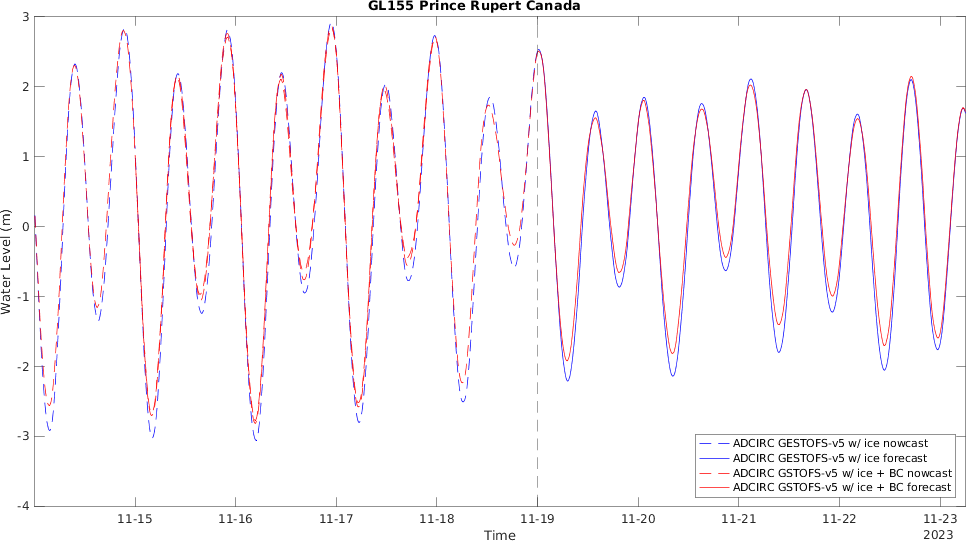 GL155 Prince Rupert Canada
3
2
1
0
-1
-2
-3
-4
Water Level (m)
11-15
11-16
11-17
11-18
11-19
11-20
11-21
11-22
11-23
2023
Time
ADCIRC GESTOFS-v5 w/ ice nowcast
ADCIRC GESTOFS-v5 w/ ice forecast
ADCIRC GSTOFS-v5 w/ ice + BC nowcast
ADCIRC GSTOFS-v5 w/ ice + BC forecast